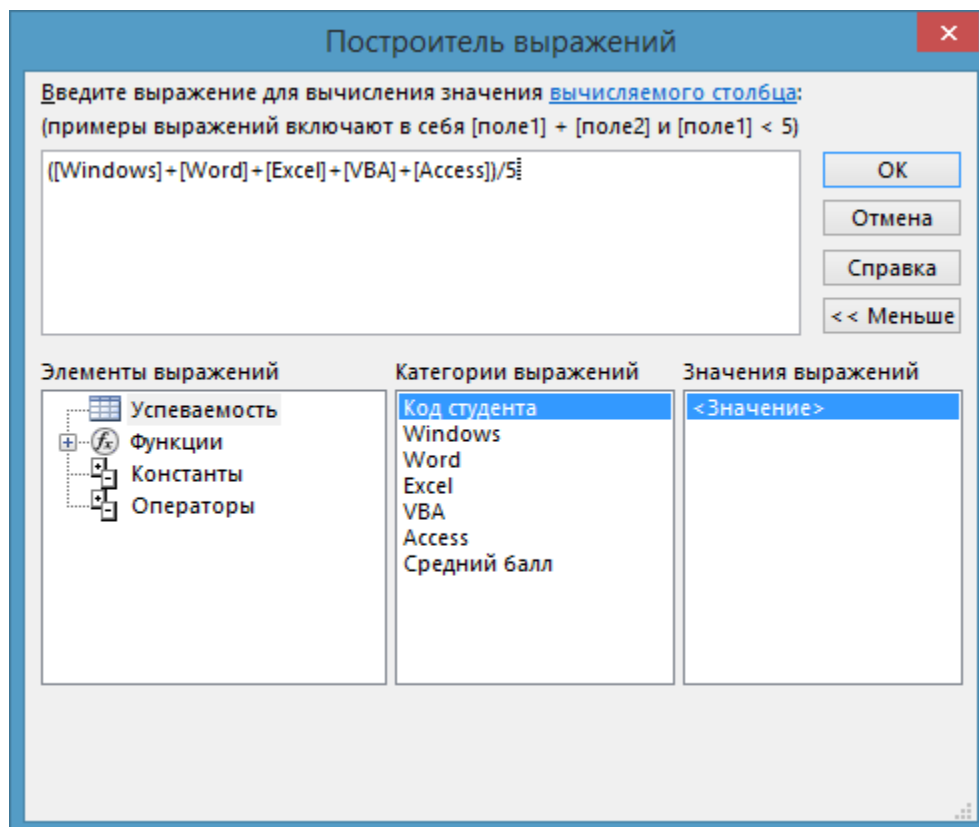 Построитель выражений
Введите выражение для вычисления значения вычисляемого столбца:
(примеры выражений включают в себя [поле1] + [поле2] и [поле1] < 5)
([Windows]+[Word]+[Excel]+[VBA]+[Access])/5
ОК
Отмена
Справка
<< Меньше
Элементы выражений
Успеваемость
Функции
Константы
Операторы
Категории выражений
Код студента
Windows
Word
Excel
VBA
Access
Средний балл
Значения выражений
<Значение>